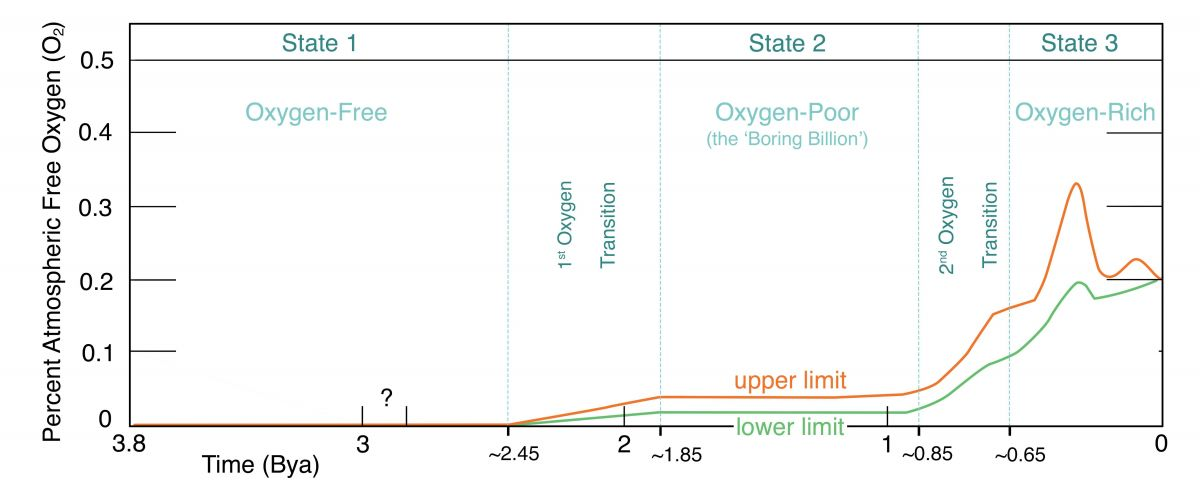 State 1
State 2
State 3
Percent Atmospheric Free Oxygen (O₂)
0.5
0.4
0.3
0.2
0.1
0
Oxygen-Free
Oxygen-Poor
(the ‘Boring Billion’)
Oxygen-Rich
1ˢᵗ Oxygen
Transition
2ⁿᵈ Oxygen
Transition
?
upper limit
lower limit
3.8
3
~2.45
2
~1.85
1
~0.85
~0.65
0
Time (Bya)